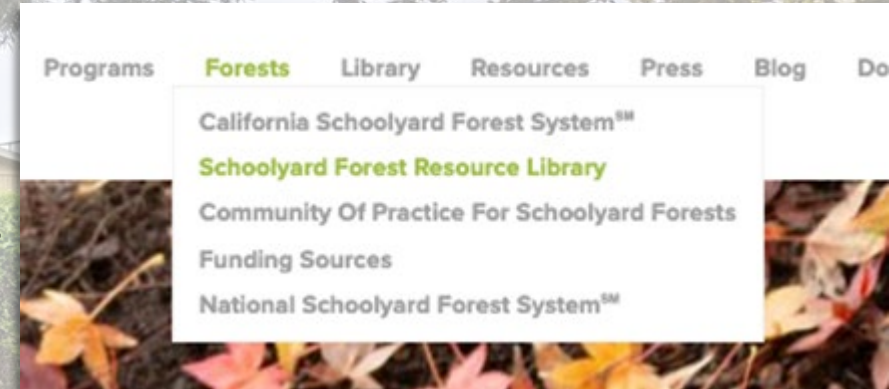 Programs Forests Library Resources Press Blog Do
California Schoolyard Forest System℠
Schoolyard Forest Resource Library
Community Of Practice For Schoolyard Forests
Funding Sources
National Schoolyard Forest System℠